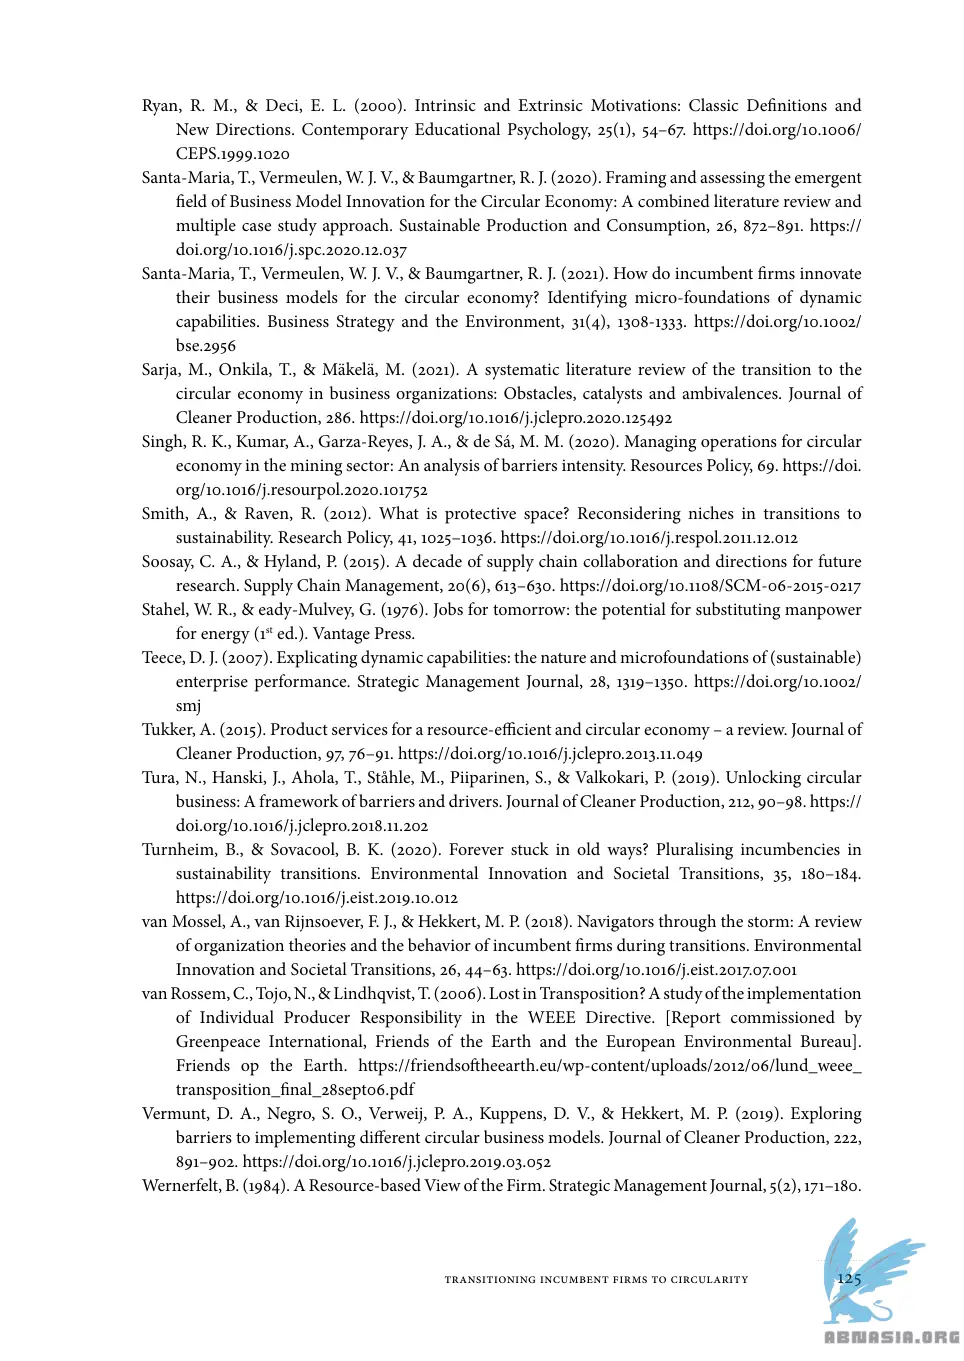 Ryan, R. M., & Deci, E. L. (2000). Intrinsic and Extrinsic Motivations: Classic Definitions and
New Directions. Contemporary Educational Psychology, 25(1), 54–67. https://doi.org/10.1006/
CEPS.1999.1020
Santa-Maria, T., Vermeulen, W. J. V., & Baumgartner, R. J. (2020). Framing and assessing the emergent
field of Business Model Innovation for the Circular Economy: A combined literature review and
multiple case study approach. Sustainable Production and Consumption, 26, 872–891. https://
doi.org/10.1016/j.spc.2020.12.037
Santa-Maria, T., Vermeulen, W. J. V., & Baumgartner, R. J. (2021). How do incumbent firms innovate
their business models for the circular economy? Identifying micro-foundations of dynamic
capabilities. Business Strategy and the Environment, 31(4), 1308-1333. https://doi.org/10.1002/
bse.2956
Sarja, M., Onkila, T., & Mäkelä, M. (2021). A systematic literature review of the transition to the
circular economy in business organizations: Obstacles, catalysts and ambivalences. Journal of
Cleaner Production, 286. https://doi.org/10.1016/j.jclepro.2020.125492
Singh, R. K., Kumar, A., Garza-Reyes, J. A., & de Sá, M. M. (2020). Managing operations for circular
economy in the mining sector: An analysis of barriers intensity. Resources Policy, 69. https://doi.
org/10.1016/j.resourpol.2020.101752
Smith, A., & Raven, R. (2012). What is protective space? Reconsidering niches in transitions to
sustainability. Research Policy, 41, 1025–1036. https://doi.org/10.1016/j.respol.2011.12.012
Soosay, C. A., & Hyland, P. (2015). A decade of supply chain collaboration and directions for future
research. Supply Chain Management, 20(6), 613–630. https://doi.org/10.1108/SCM-06-2015-0217
Stahel, W. R., & eady-Mulvey, G. (1976). Jobs for tomorrow: the potential for substituting manpower
for energy (1st ed.). Vantage Press.
Teece, D. J. (2007). Explicating dynamic capabilities: the nature and microfoundations of (sustainable)
enterprise performance. Strategic Management Journal, 28, 1319–1350. https://doi.org/10.1002/
smj
Tukker, A. (2015). Product services for a resource-efficient and circular economy – a review. Journal of
Cleaner Production, 97, 76–91. https://doi.org/10.1016/j.jclepro.2013.11.049
Tura, N., Hanski, J., Ahola, T., Ståhle, M., Piiparinen, S., & Valkokari, P. (2019). Unlocking circular
business: A framework of barriers and drivers. Journal of Cleaner Production, 212, 90–98. https://
doi.org/10.1016/j.jclepro.2018.11.202
Turnheim, B., & Sovacool, B. K. (2020). Forever stuck in old ways? Pluralising incumbencies in
sustainability transitions. Environmental Innovation and Societal Transitions, 35, 180–184.
https://doi.org/10.1016/j.eist.2019.10.012
van Mossel, A., van Rijnsoever, F. J., & Hekkert, M. P. (2018). Navigators through the storm: A review
of organization theories and the behavior of incumbent firms during transitions. Environmental
Innovation and Societal Transitions, 26, 44–63. https://doi.org/10.1016/j.eist.2017.07.001
van Rossem, C., Tojo, N., & Lindhqvist, T. (2006). Lost in Transposition? A study of the implementation
of Individual Producer Responsibility in the WEEE Directive. [Report commissioned by
Greenpeace International, Friends of the Earth and the European Environmental Bureau].
Friends op the Earth. https://friendsoftheearth.eu/wp-content/uploads/2012/06/lund_weee_
transposition_final_28sept06.pdf
Vermunt, D. A., Negro, S. O., Verweij, P. A., Kuppens, D. V., & Hekkert, M. P. (2019). Exploring
barriers to implementing different circular business models. Journal of Cleaner Production, 222,
891–902. https://doi.org/10.1016/j.jclepro.2019.03.052
Wernerfelt, B. (1984). A Resource-based View of the Firm. Strategic Management Journal, 5(2), 171–180.
TRANSITIONING INCUMBENT FIRMS TO CIRCULARITY 125
ABNASIA.ORG